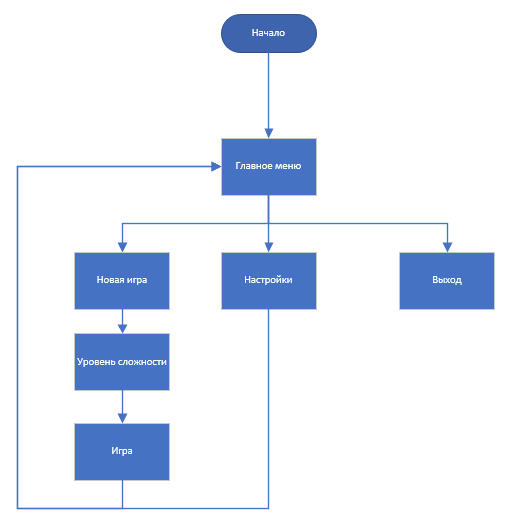 Начало
Главное меню
Новая игра
Настройки
Выход
Уровень сложности
Игра